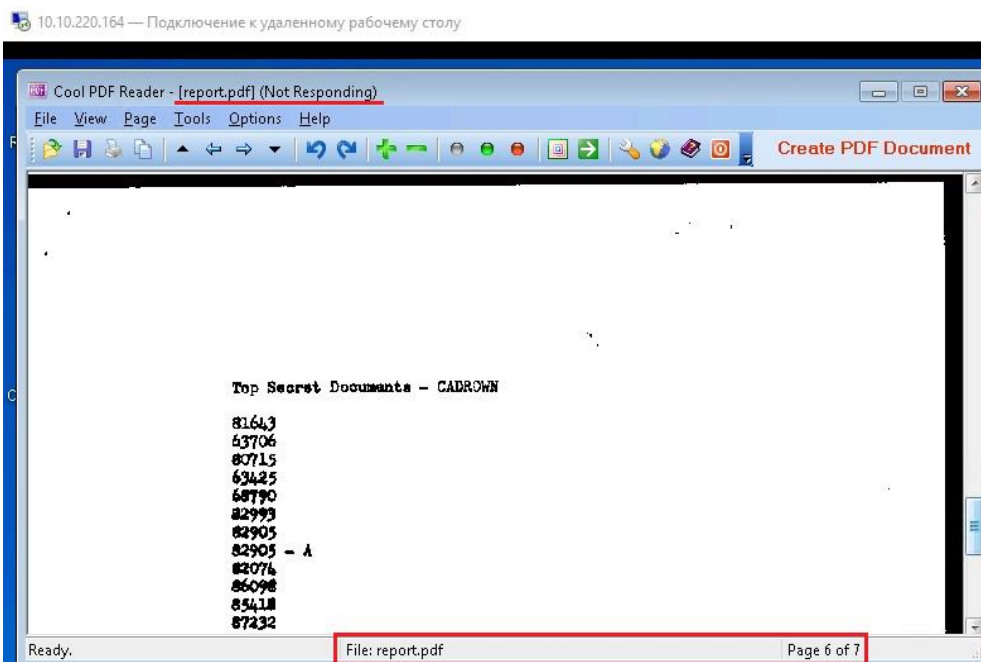 10.10.220.164 — Подключение к удаленному рабочему столу
Cool PDF Reader - [report.pdf] (Not Responding)
File View Page Tools Options Help
Create PDF Document
Top Secret Documents - CADROWN
81643
63706
80715
63425
68790
82993
82905
82905 - A
82074
86098
85418
87232
Ready. File: report.pdf Page 6 of 7